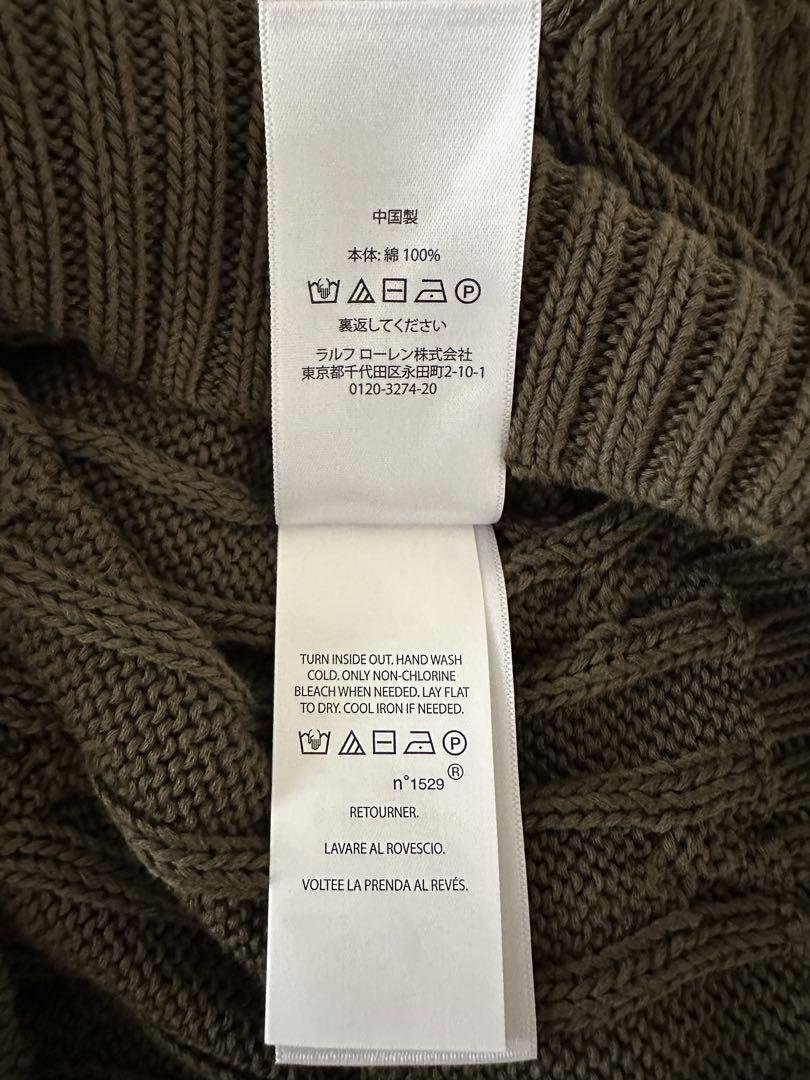 中国製
本体: 綿 100%
P
裏返してください
ラルフ ローレン株式会社
東京都千代田区永田町2-10-1
0120-3274-20
TURN INSIDE OUT. HAND WASH
COLD. ONLY NON-CHLORINE
BLEACH WHEN NEEDED. LAY FLAT
TO DRY. COOL IRON IF NEEDED.
P
n°1529 ®
RETOURNER.
LAVARE AL ROVESCIO.
VOLTEE LA PRENDA AL REVÉS.